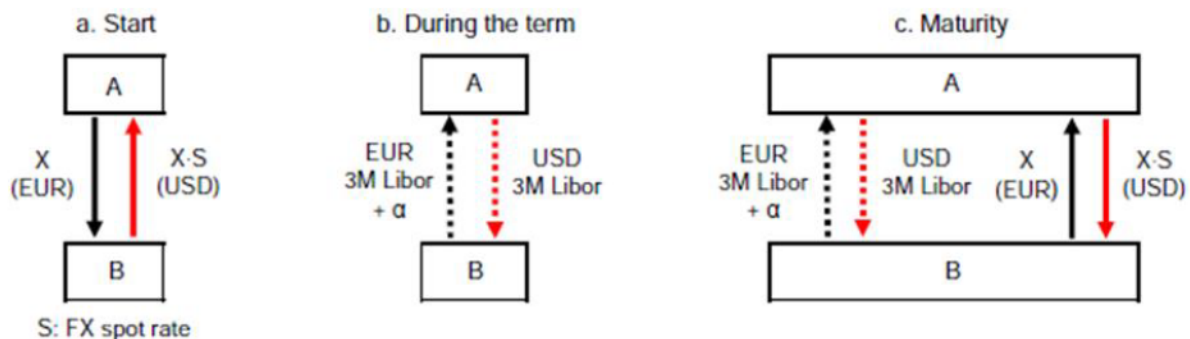 a. Start
A
X
(EUR)
X·S
(USD)
B
S: FX spot rate
b. During the term
A
EUR
3M Libor
+ α
USD
3M Libor
B
c. Maturity
A
EUR
3M Libor
+ α
USD
3M Libor
X
(EUR)
X·S
(USD)
B